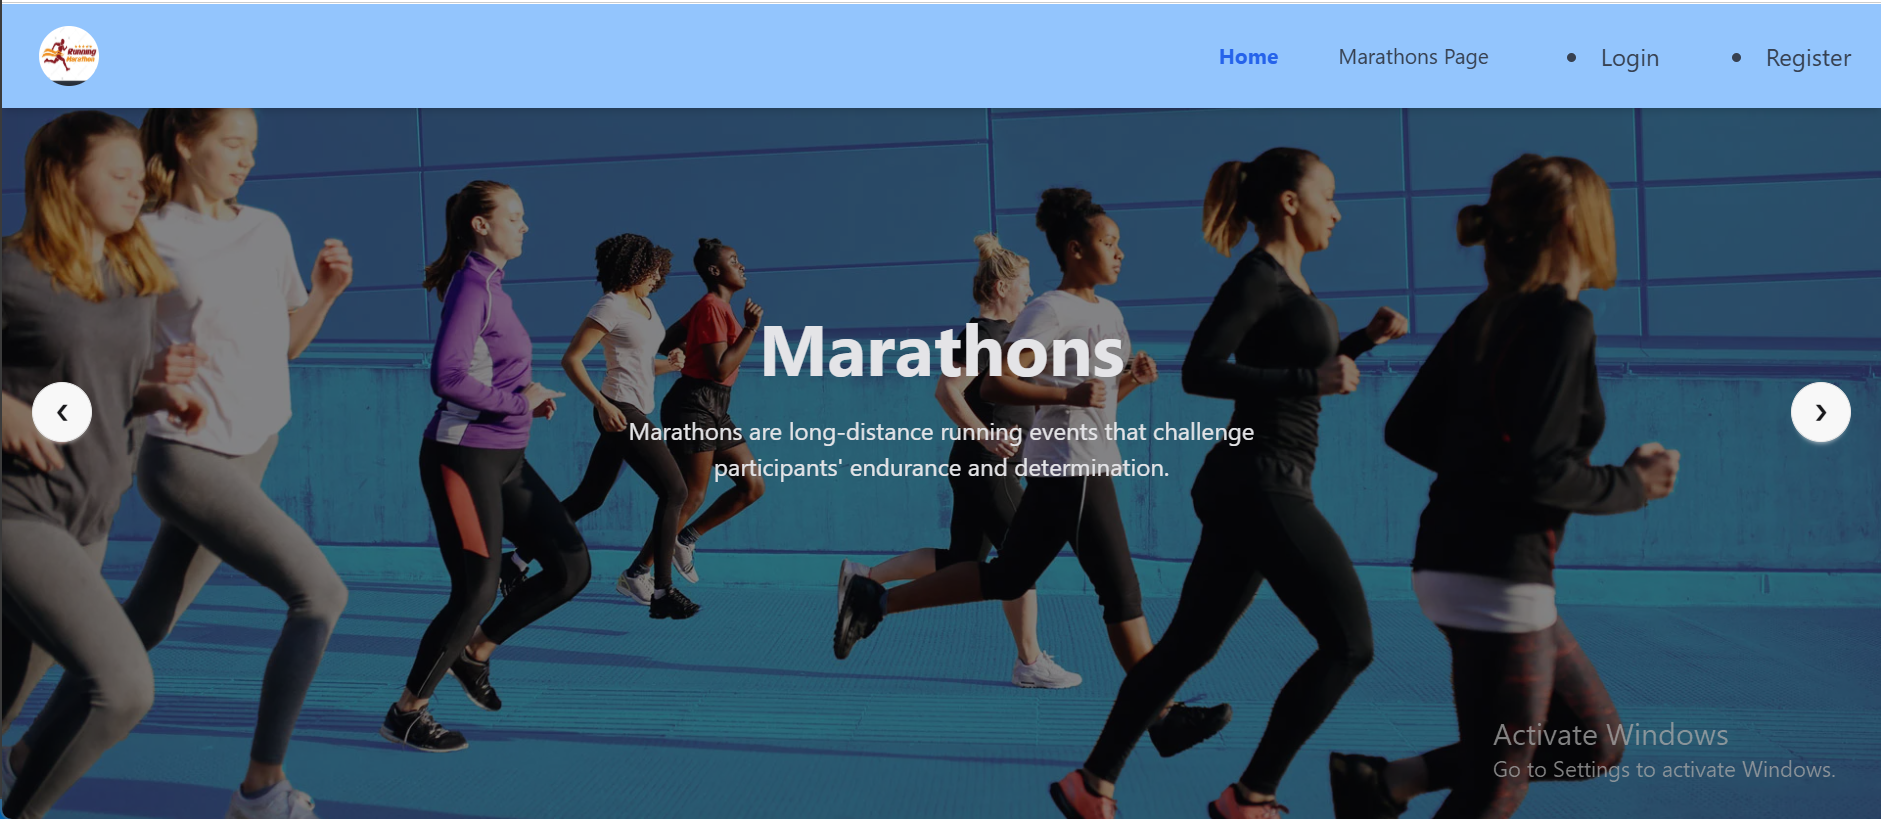 Running
Marathon
Home
Marathons Page
Login
Register
Marathons
Marathons are long-distance running events that challenge
participants' endurance and determination.
Activate Windows
Go to Settings to activate Windows.